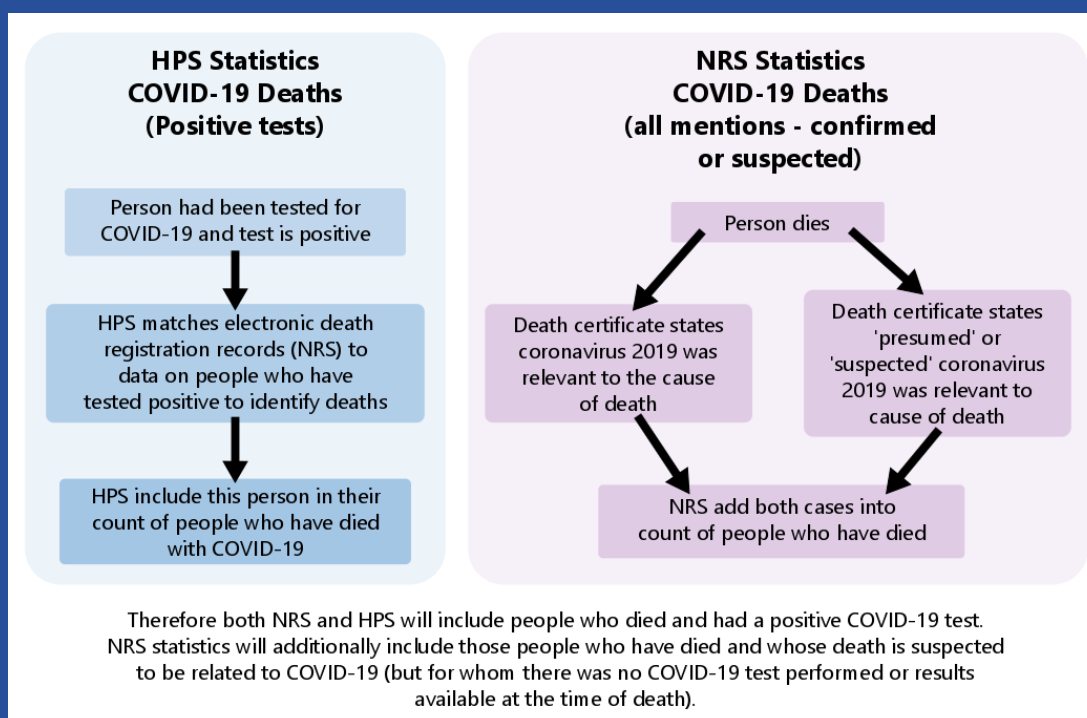 HPS Statistics
COVID-19 Deaths
(Positive tests)
Person had been tested for
COVID-19 and test is positive
HPS matches electronic death
registration records (NRS) to
data on people who have
tested positive to identify deaths
HPS include this person in their
count of people who have died
with COVID-19
NRS Statistics
COVID-19 Deaths
(all mentions - confirmed
or suspected)
Person dies
Death certificate states
coronavirus 2019 was
relevant to the cause
of death
Death certificate states
'presumed' or
'suspected' coronavirus
2019 was relevant to
cause of death
NRS add both cases into
count of people who have died
Therefore both NRS and HPS will include people who died and had a positive COVID-19 test.
NRS statistics will additionally include those people who have died and whose death is suspected
to be related to COVID-19 (but for whom there was no COVID-19 test performed or results
available at the time of death).